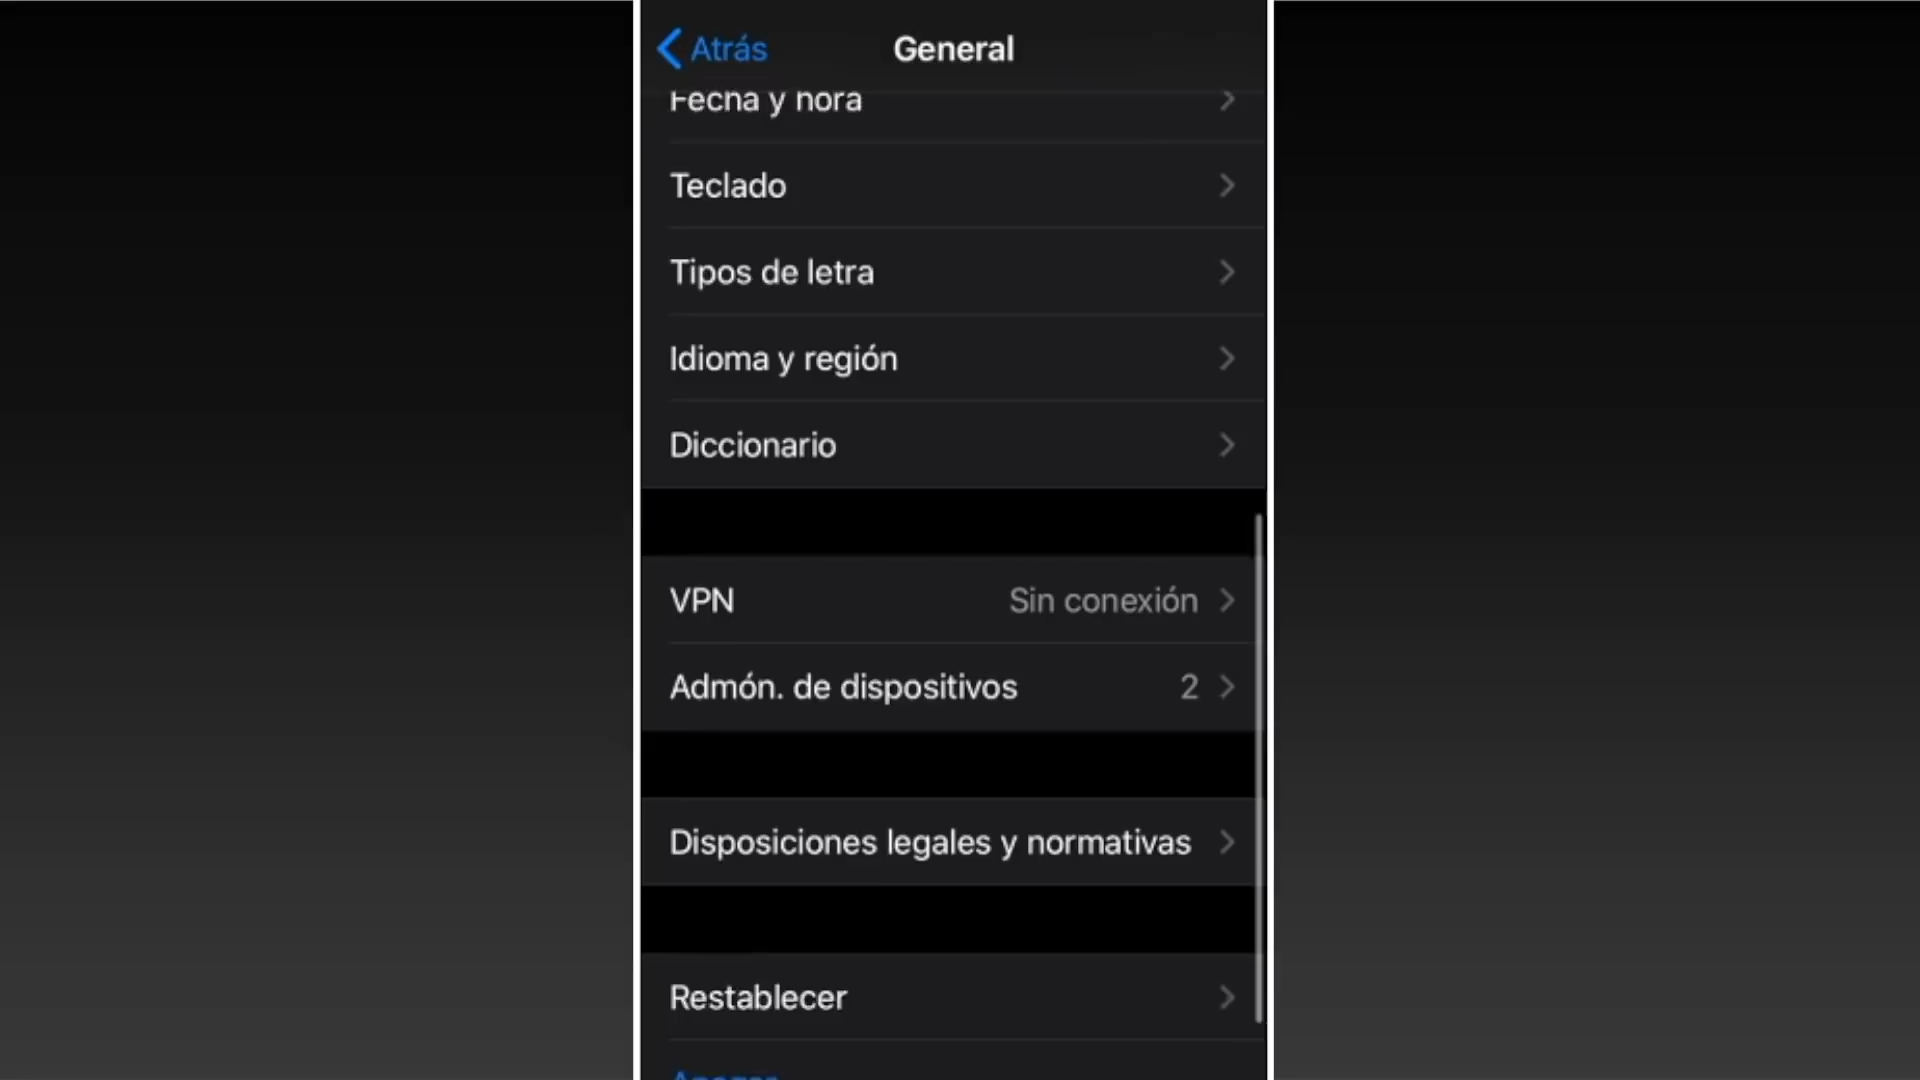 Atrás
General
Fecha y hora
Teclado
Tipos de letra
Idioma y región
Diccionario
VPN Sin conexión
Admón. de dispositivos 2
Disposiciones legales y normativas
Restablecer